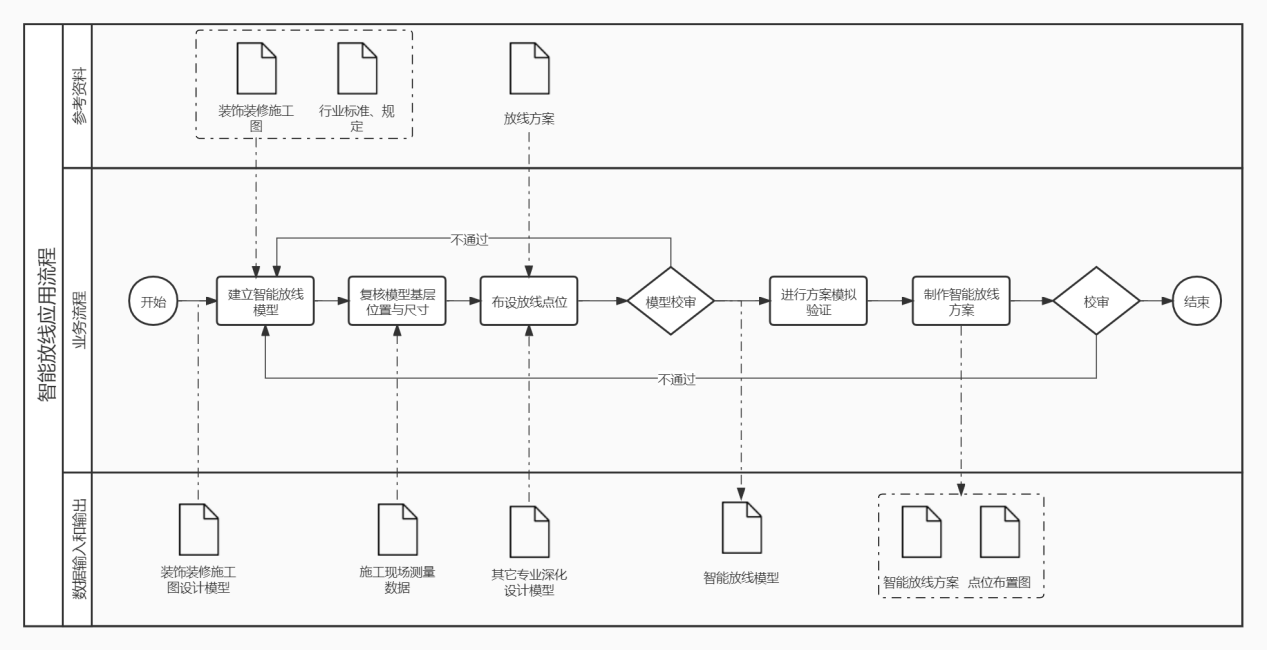 智能放线应用流程
参考资料
装饰装修施工
图
行业标准、规
定
放线方案
业务流程
不通过
开始
建立智能放线
模型
复核模型基层
位置与尺寸
布设放线点位
模型校审
进行方案模拟
验证
制作智能放线
方案
校审
结束
不通过
数据输入和输出
装饰装修施工
图设计模型
施工现场测量
数据
其它专业深化
设计模型
智能放线模型
智能放线方案
点位布置图